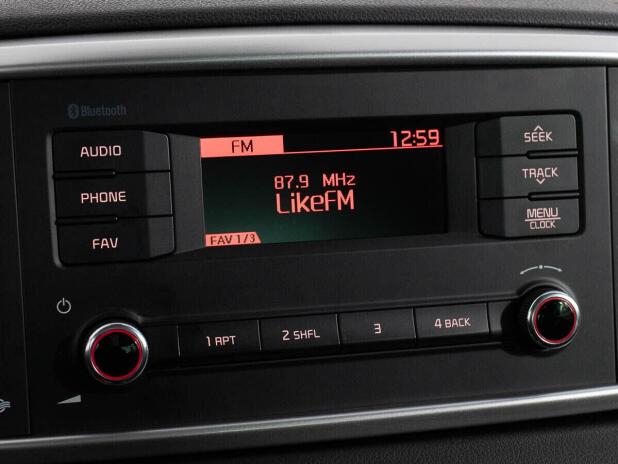 Bluetooth
AUDIO
PHONE
FAV
FM 12:59
87.9 MHz
LikeFM
FAV 1/3
SEEK
TRACK
MENU
CLOCK
1 RPT 2 SHFL 3 4 BACK